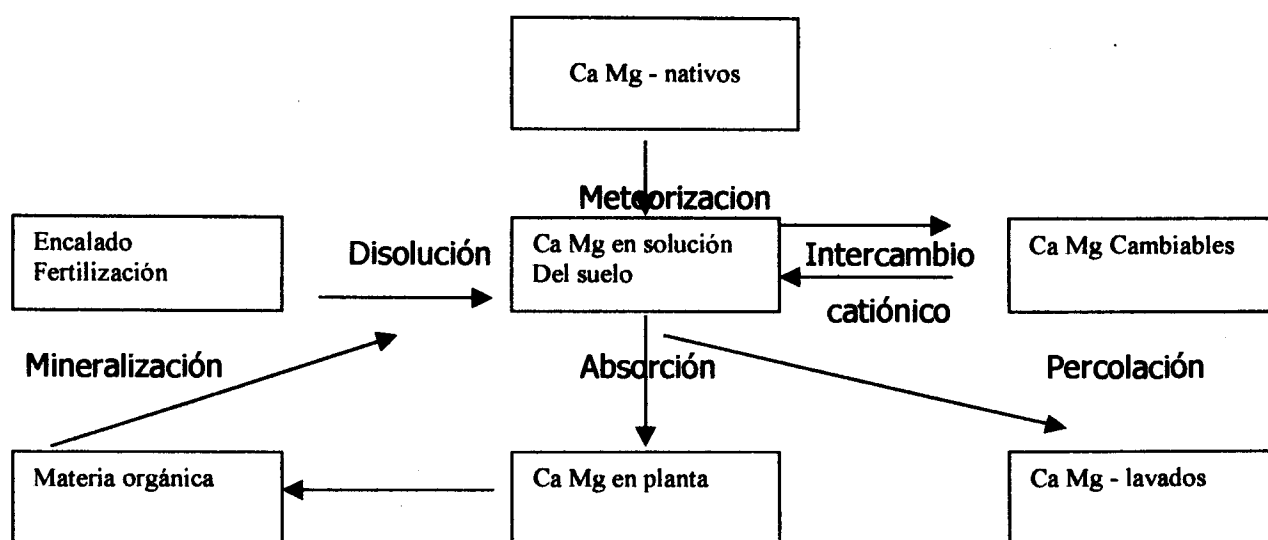 Ca Mg - nativos
Meteorizacion
Encalado
Fertilización
Disolución
Ca Mg en solución
Del suelo
Intercambio
catiónico
Ca Mg Cambiables
Mineralización
Absorción
Percolación
Materia orgánica
Ca Mg en planta
Ca Mg - lavados